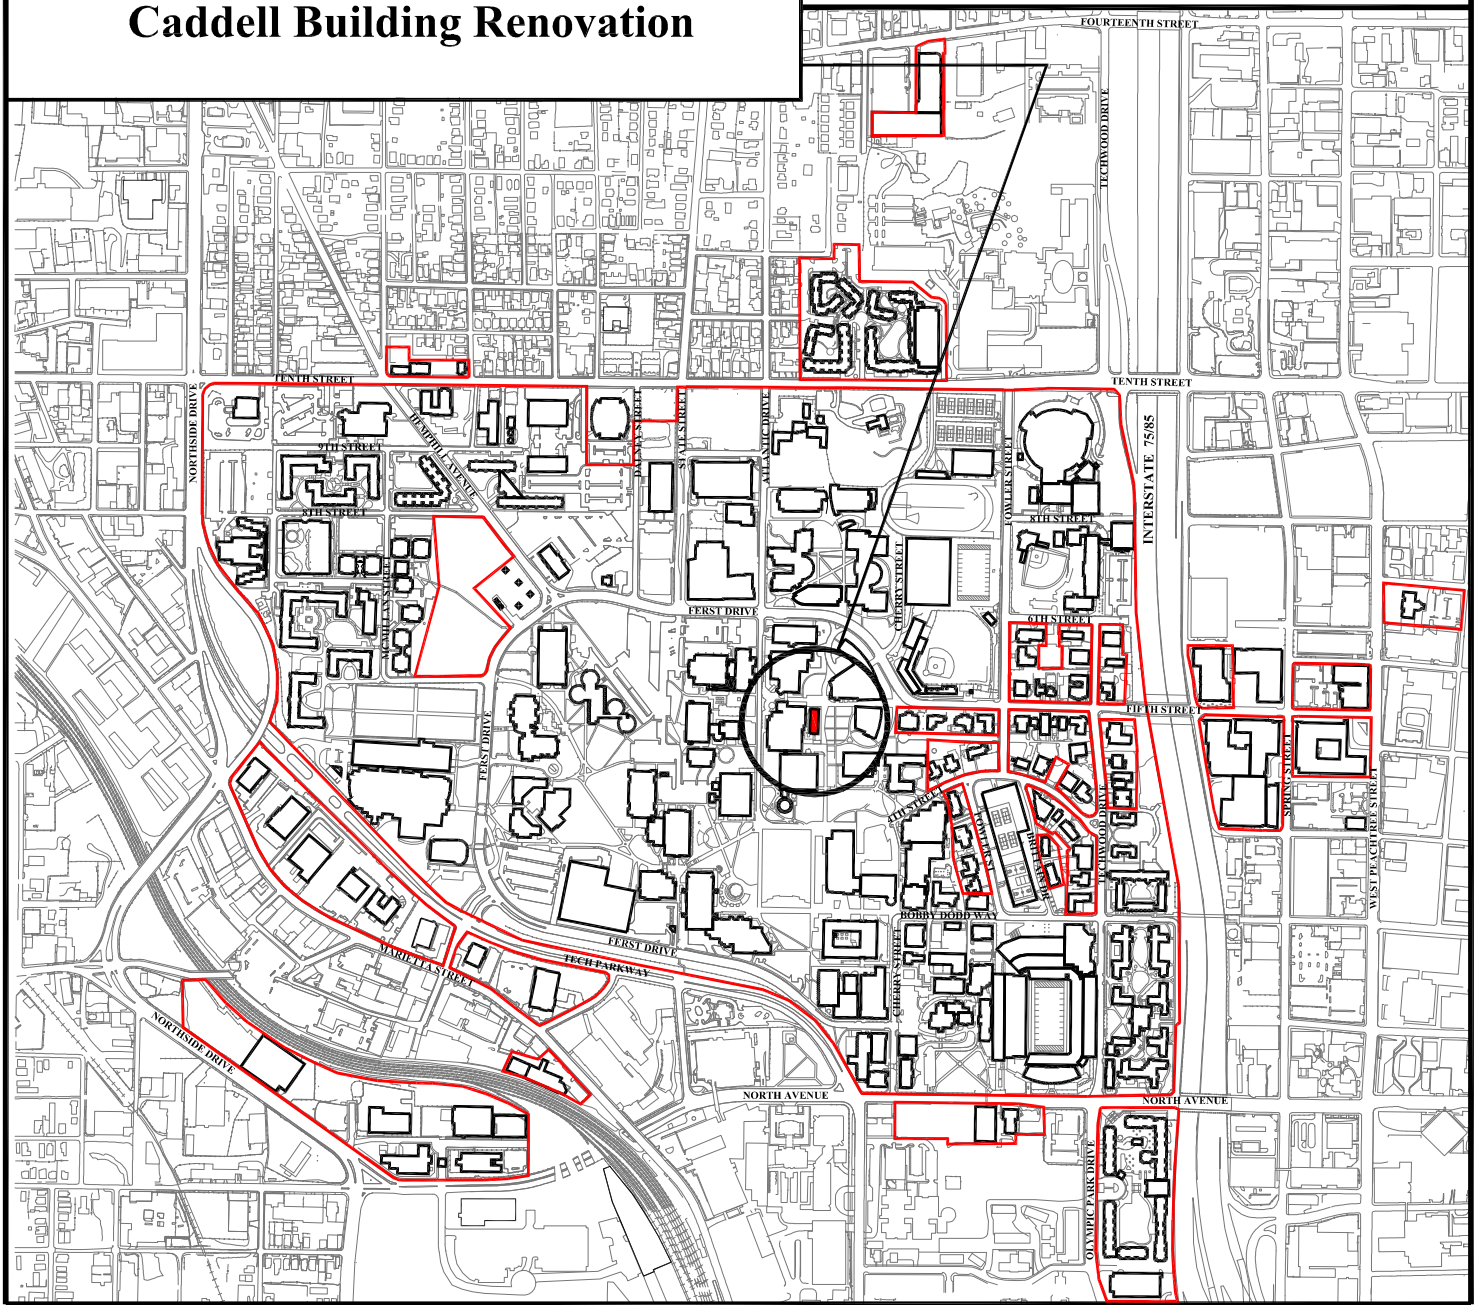 Caddell Building Renovation
FOURTEENTH STREET
TECHWOOD DRIVE
TENTH STREET
TENTH STREET
NORTHSIDE DRIVE
HEMPHILL AVENUE
DALNEY STREET
STATE STREET
ATLANTIC DRIVE
INTERSTATE 75/85
9TH STREET
FOWLER STREET
8TH STREET
8TH STREET
CHERRY STREET
MCMILLAN STREET
FERST DRIVE
6TH STREET
FIFTH STREET
FERST DRIVE
SPRING STREET
WEST PEACHTREE STREET
4TH STREET
TECHWOOD DRIVE
FOWLER ST
BRITTAIN DR
BOBBY DODD WAY
FERST DRIVE
MARIETTA STREET
TECH PARKWAY
CHERRY STREET
NORTHSIDE DRIVE
NORTH AVENUE
NORTH AVENUE
OLYMPIC PARK DRIVE